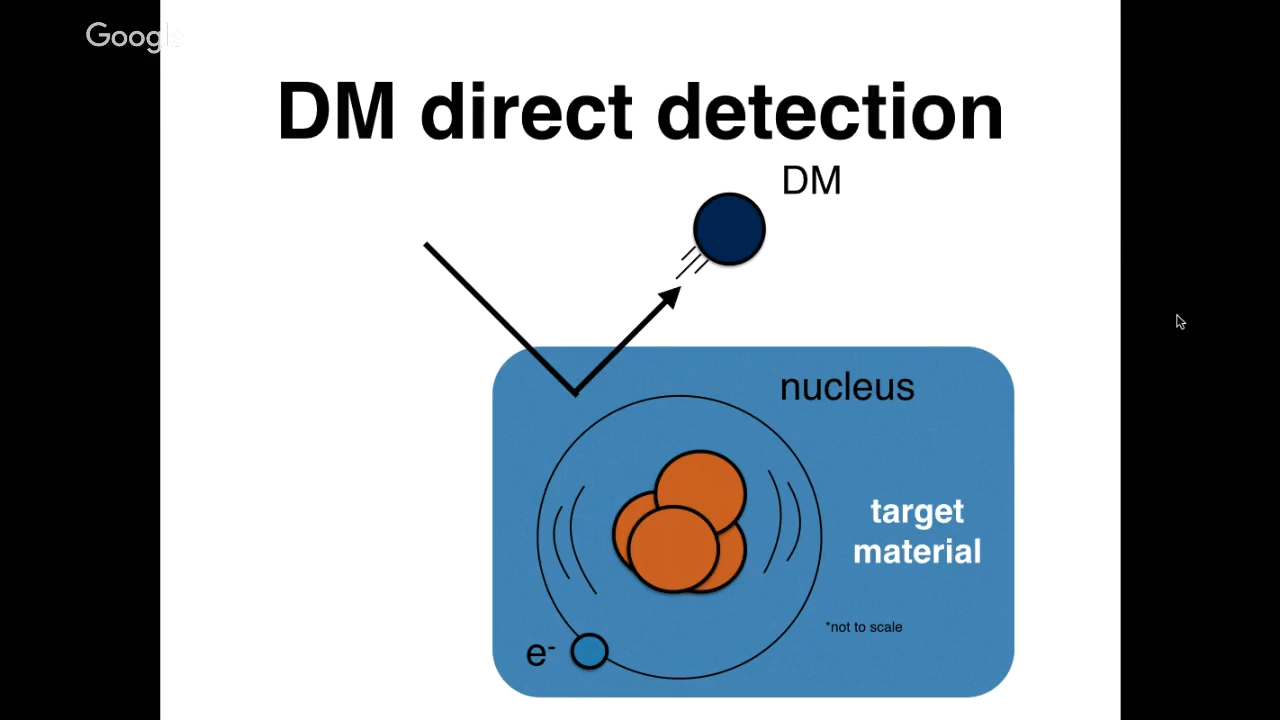 Google
DM direct detection
DM
nucleus
target
material
*not to scale
e-